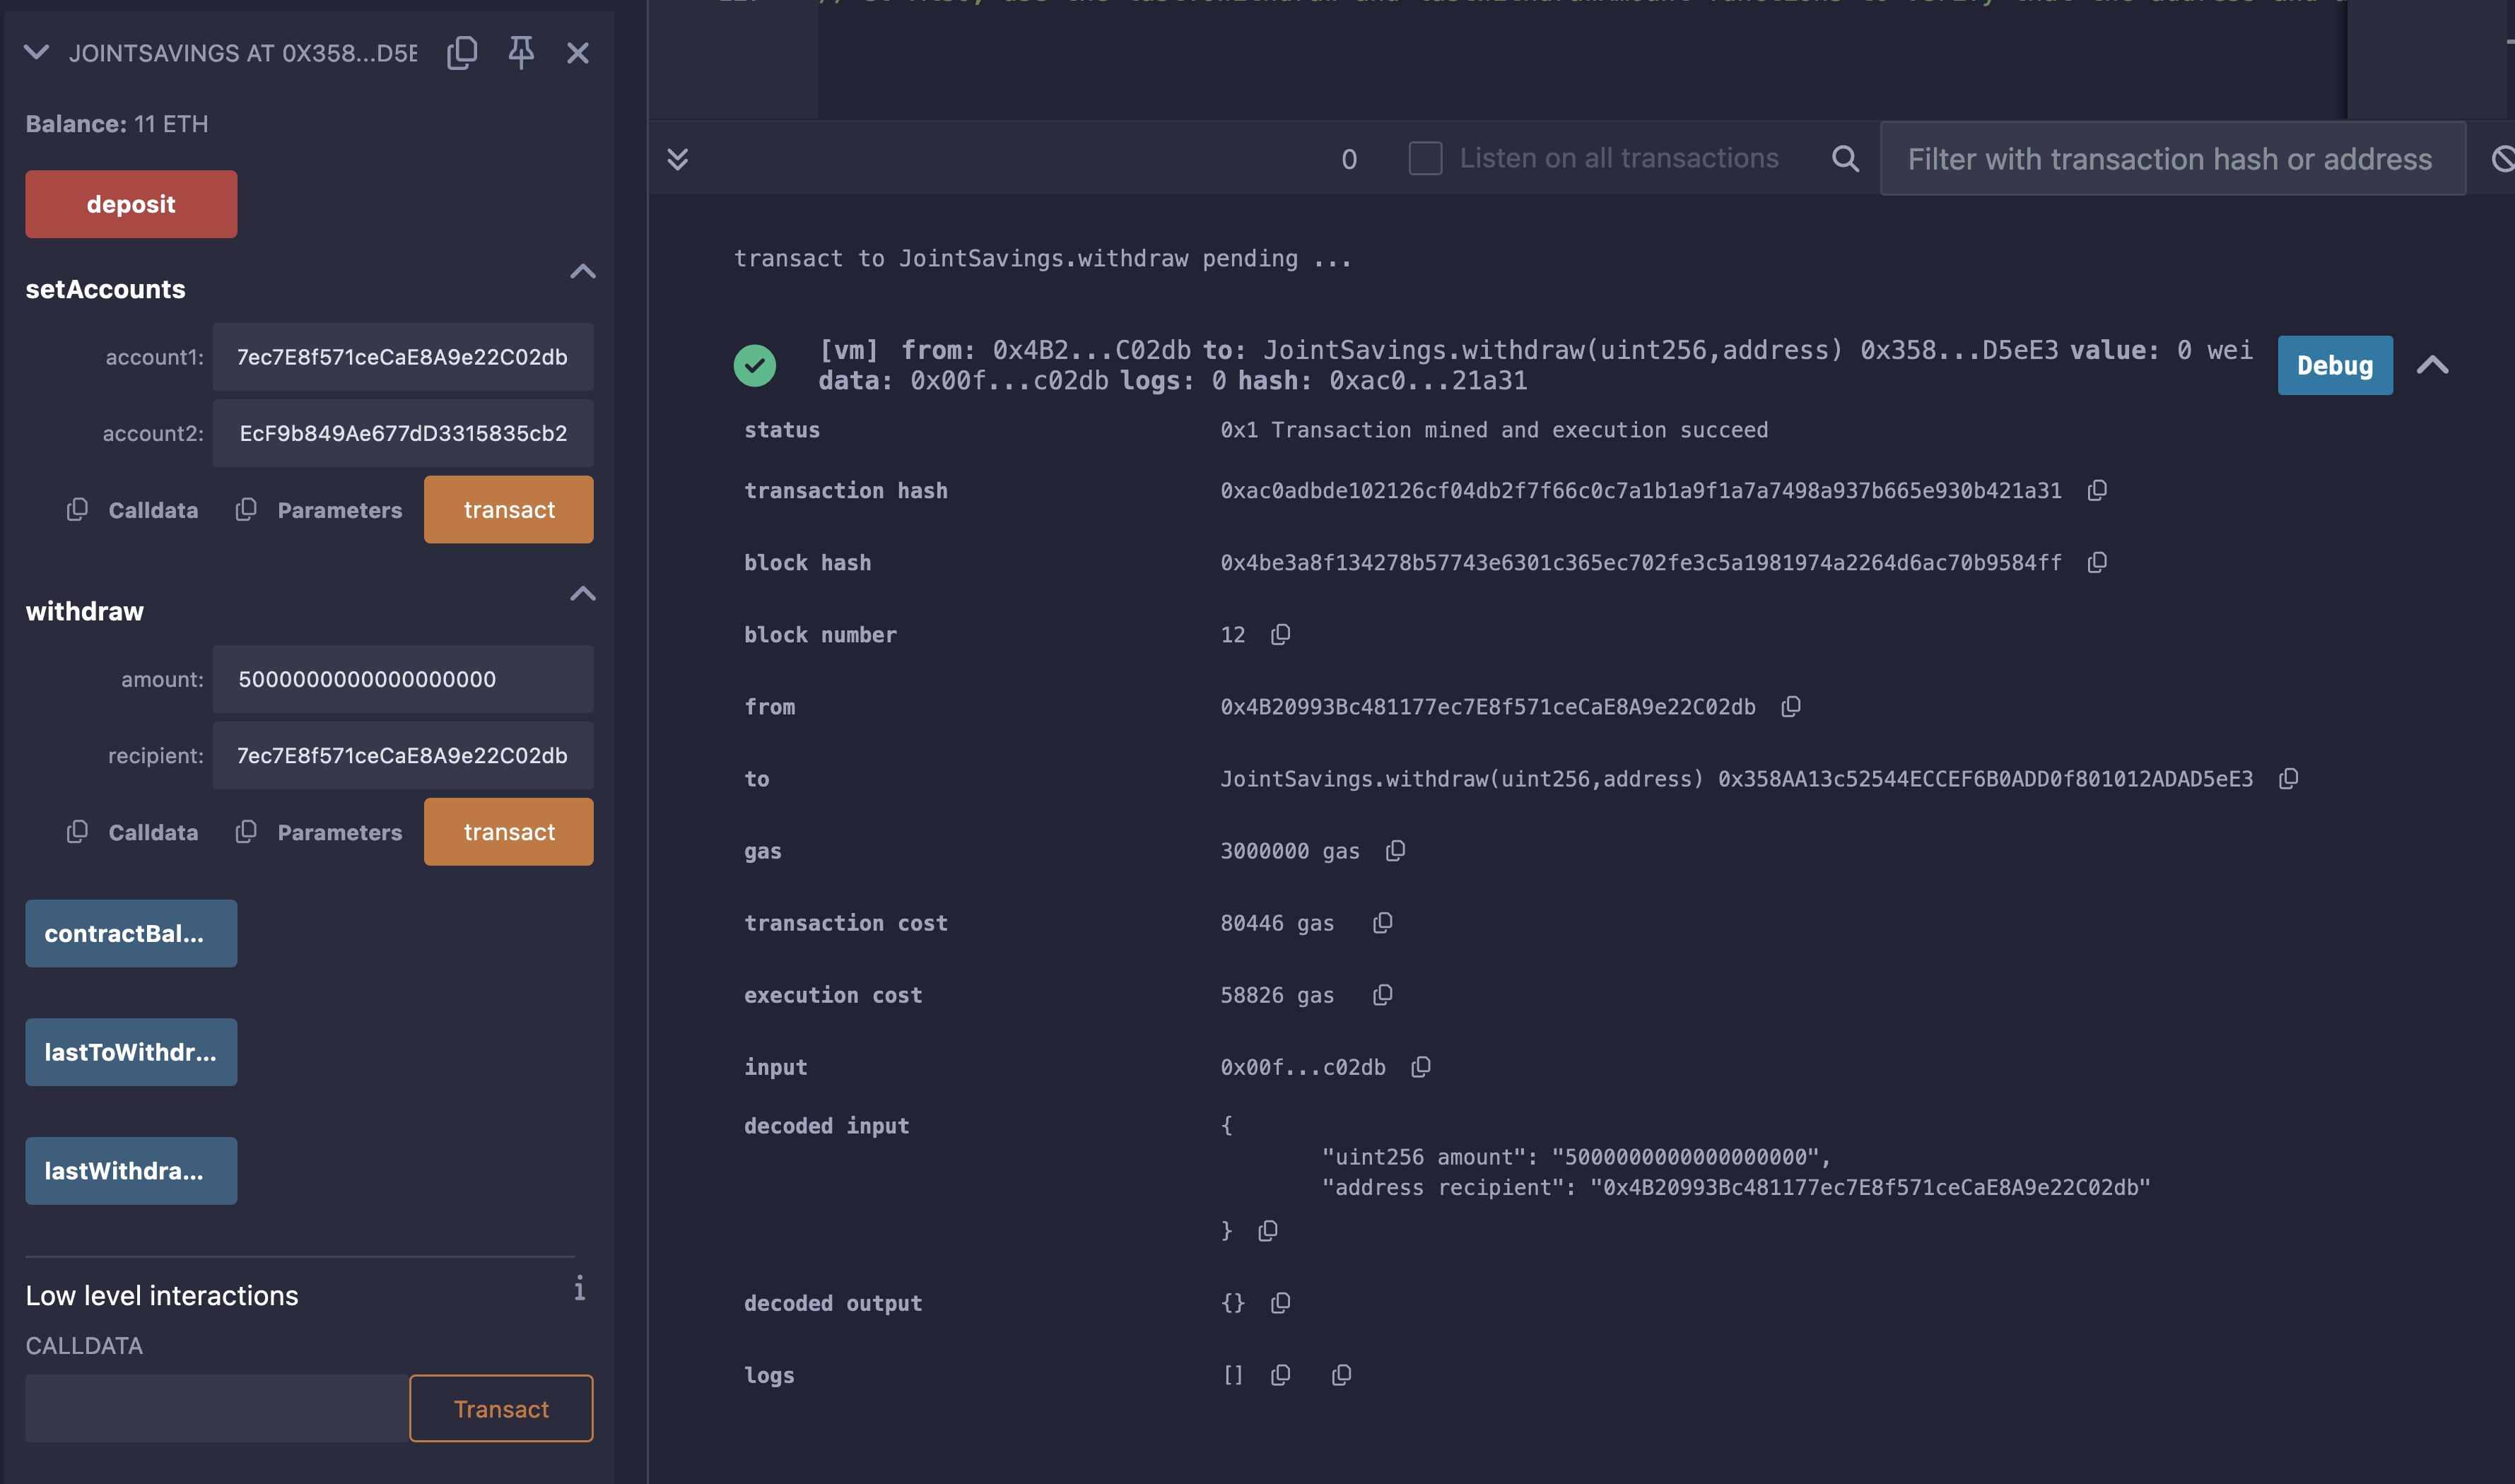 JOINTSAVINGS AT 0X358...D5E
Balance: 11 ETH
deposit
setAccounts
account1: 7ec7E8f571ceCaE8A9e22C02db
account2: EcF9b849Ae677dD3315835cb2
Calldata Parameters transact
withdraw
amount: 5000000000000000000
recipient: 7ec7E8f571ceCaE8A9e22C02db
Calldata Parameters transact
contractBal...
lastToWithdr...
lastWithdra...
Low level interactions
CALLDATA
Transact
0 Listen on all transactions Filter with transaction hash or address
transact to JointSavings.withdraw pending ...
[vm] from: 0x4B2...C02db to: JointSavings.withdraw(uint256,address) 0x358...D5eE3 value: 0 wei
data: 0x00f...c02db logs: 0 hash: 0xac0...21a31
Debug
status 0x1 Transaction mined and execution succeed
transaction hash 0xac0adbde102126cf04db2f7f66c0c7a1b1a9f1a7a7498a937b665e930b421a31
block hash 0x4be3a8f134278b57743e6301c365ec702fe3c5a1981974a2264d6ac70b9584ff
block number 12
from 0x4B20993Bc481177ec7E8f571ceCaE8A9e22C02db
to JointSavings.withdraw(uint256,address) 0x358AA13c52544ECCEF6B0ADD0f801012ADAD5eE3
gas 3000000 gas
transaction cost 80446 gas
execution cost 58826 gas
input 0x00f...c02db
decoded input {
"uint256 amount": "5000000000000000000",
"address recipient": "0x4B20993Bc481177ec7E8f571ceCaE8A9e22C02db"
}
decoded output {}
logs []